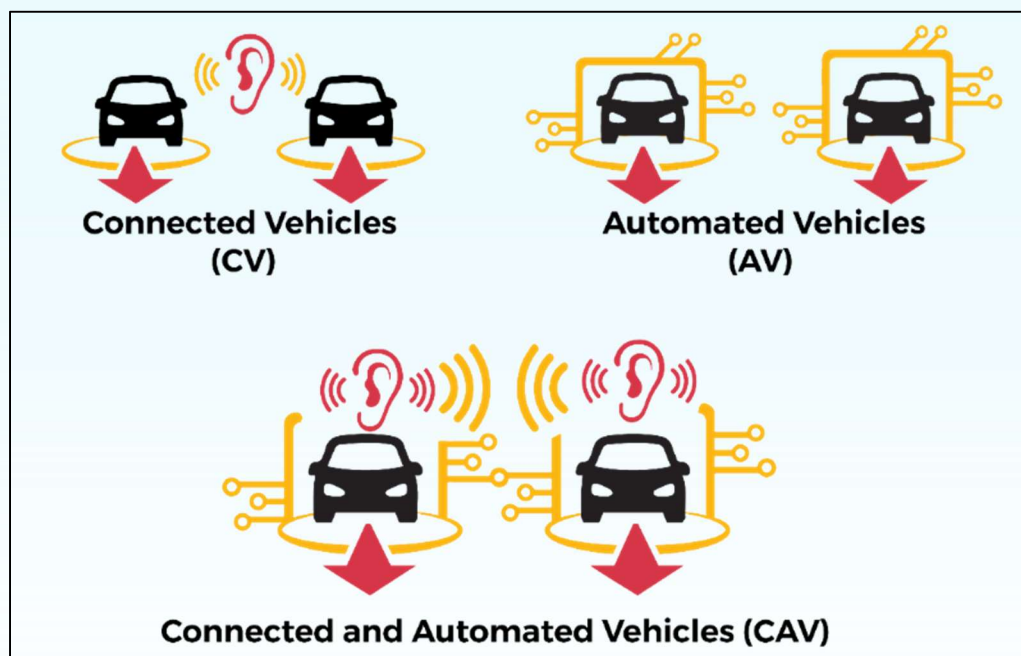 Connected Vehicles
(CV)
Automated Vehicles
(AV)
Connected and Automated Vehicles (CAV)